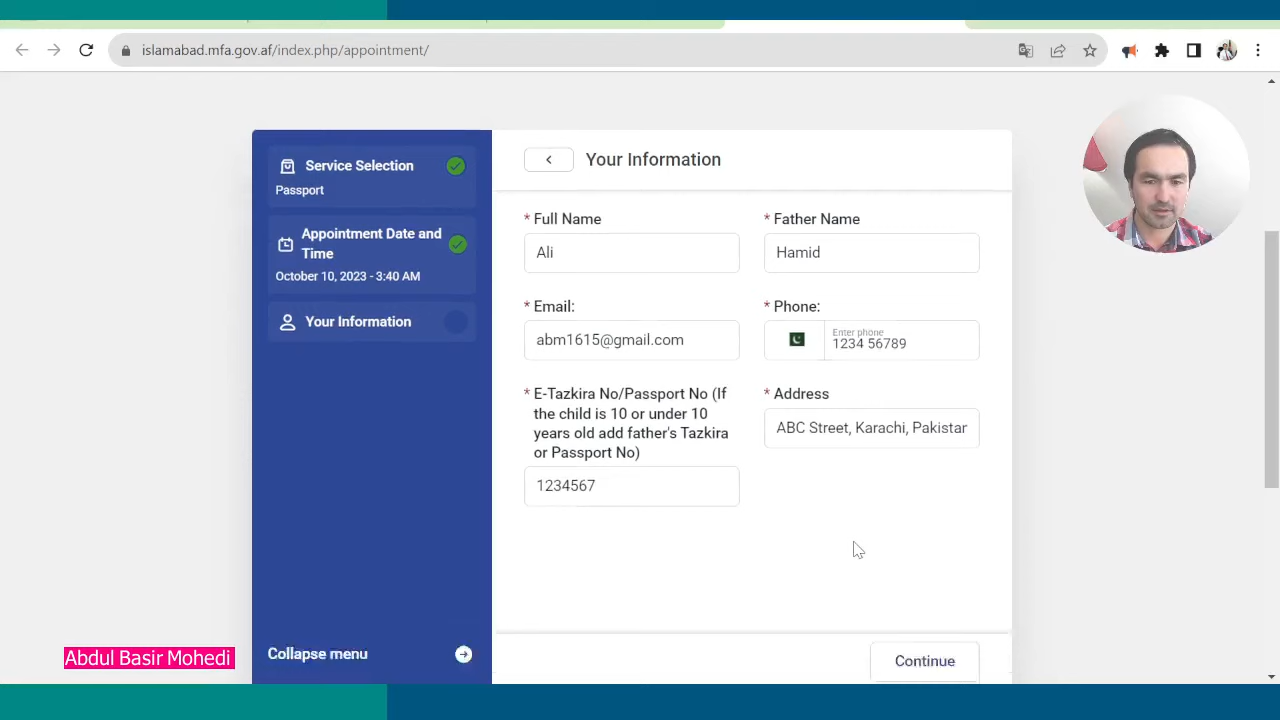 islamabad.mfa.gov.af/index.php/appointment/
Service Selection
Passport
Appointment Date and
Time
October 10, 2023 - 3:40 AM
Your Information
Collapse menu
Your Information
* Full Name
Ali
* Father Name
Hamid
* Email:
abm1615@gmail.com
* Phone:
Enter phone
1234 56789
* E-Tazkira No/Passport No (If
the child is 10 or under 10
years old add father's Tazkira
or Passport No)
1234567
* Address
ABC Street, Karachi, Pakistan
Continue
Abdul Basir Mohedi